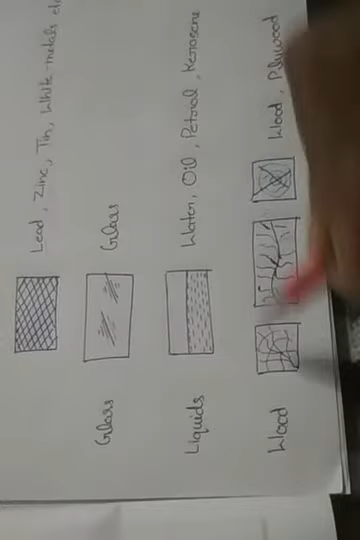 Lead, Zinc, Tin, White-metals etc
Glass Glass
Liquids Water, Oil, Petrol, Kerosene
Wood Wood, Plywood